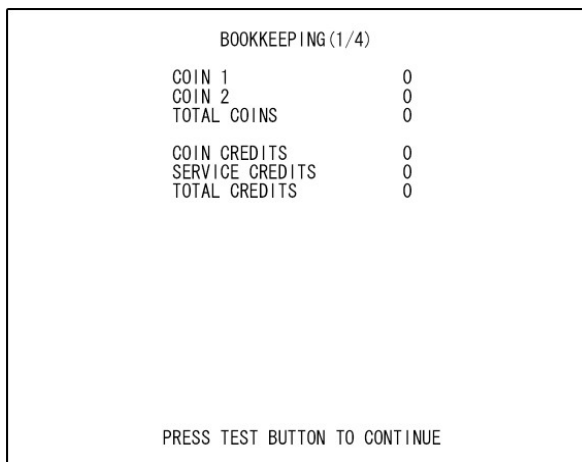 BOOKKEEPING(1/4)
COIN 1 0
COIN 2 0
TOTAL COINS 0
COIN CREDITS 0
SERVICE CREDITS 0
TOTAL CREDITS 0
PRESS TEST BUTTON TO CONTINUE